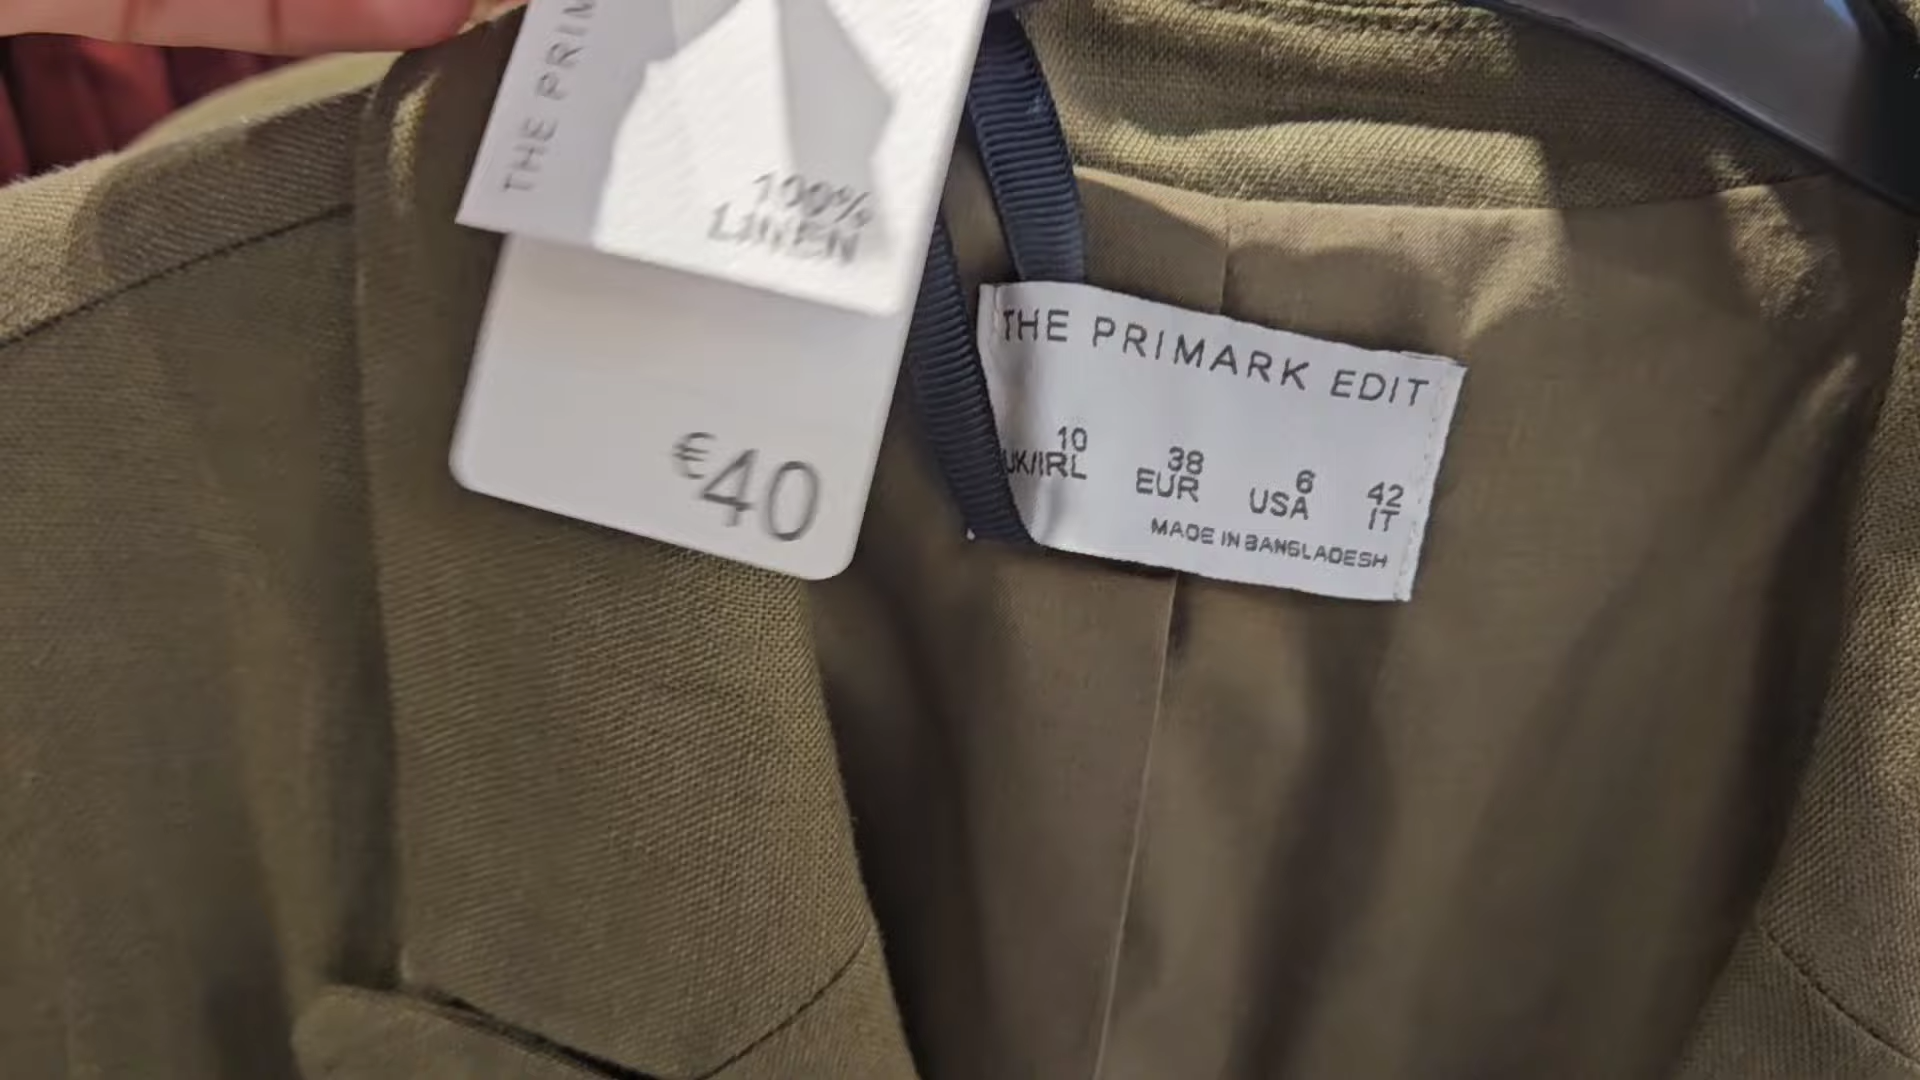 THE PRIM
100%
LINEN
€40
THE PRIMARK EDIT
10 38 6 42
UK/IRL EUR USA IT
MADE IN BANGLADESH